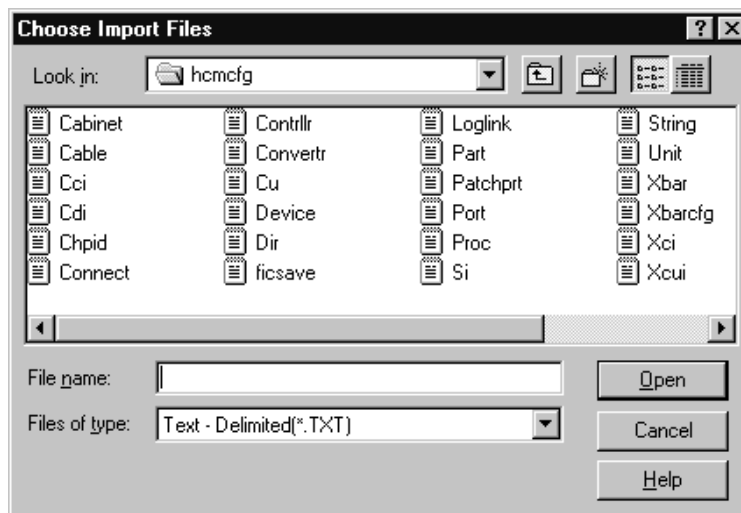 Choose Import Files
Look in: hcmcfg
Cabinet Contrllr Loglink String
Cable Convertr Part Unit
Cci Cu Patchprt Xbar
Cdi Device Port Xbarcfg
Chpid Dir Proc Xci
Connect ficsave Si Xcui
File name: Open
Files of type: Text - Delimited(*.TXT) Cancel
Help